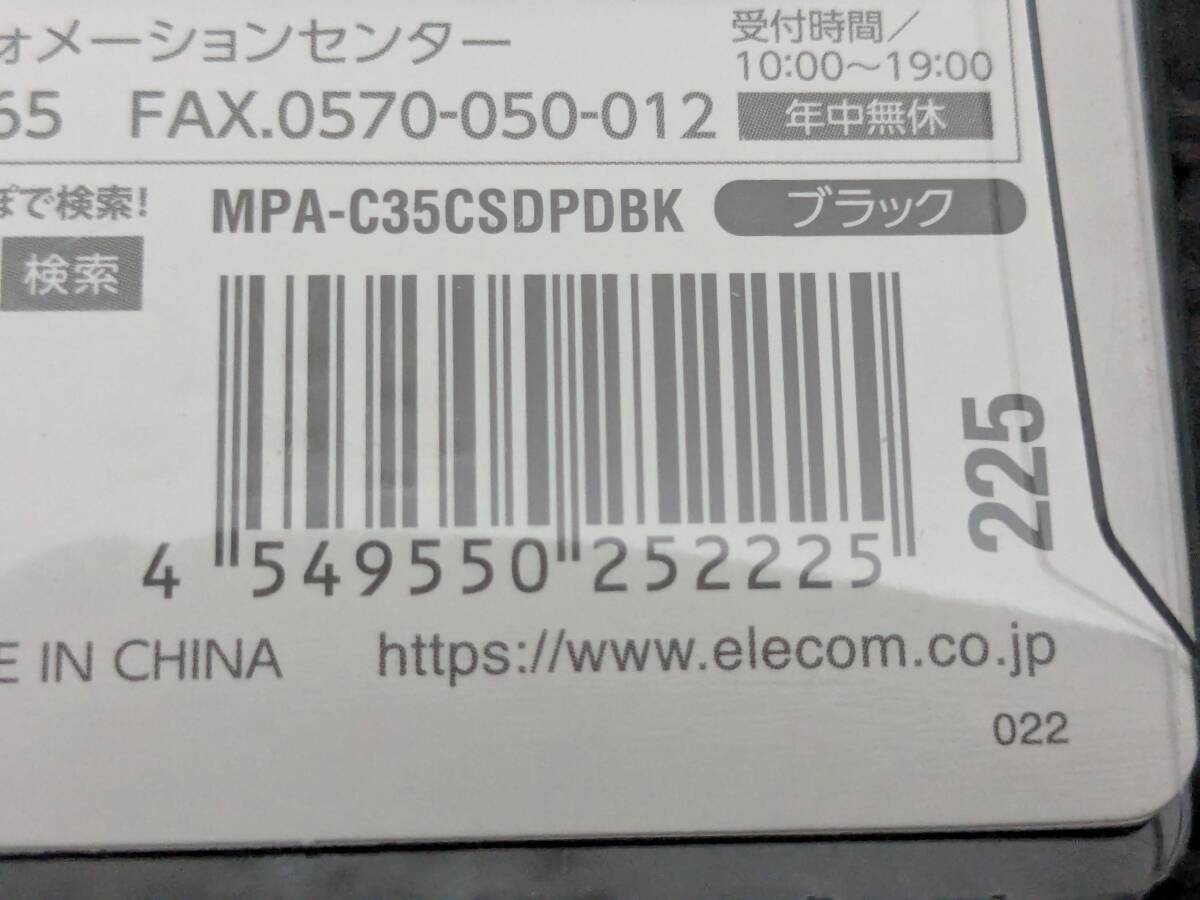 ォメーションセンター
受付時間/
10:00〜19:00
65 FAX.0570-050-012
年中無休
ぽで検索!
検索
MPA-C35CSDPDBK ブラック
4 549550 252225
225
E IN CHINA
https://www.elecom.co.jp
022